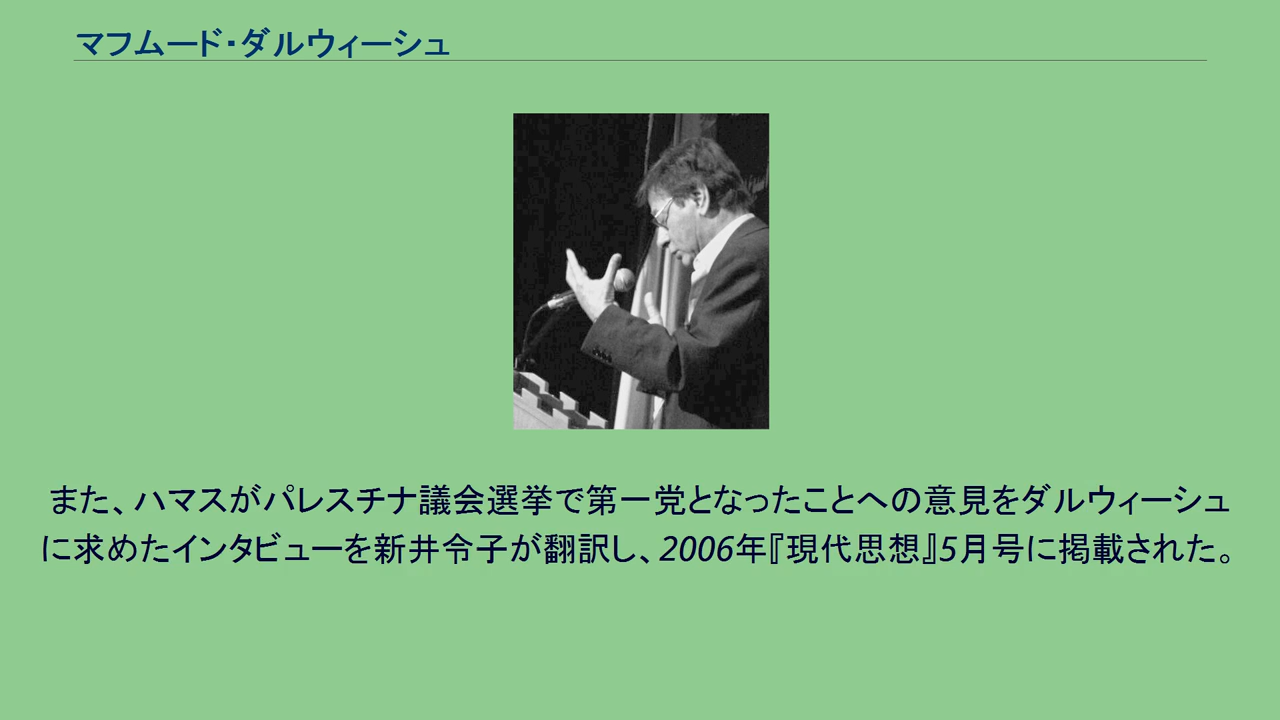 マフムード・ダルウィーシュ
また、ハマスがパレスチナ議会選挙で第一党となったことへの意見をダルウィーシュ
に求めたインタビューを新井令子が翻訳し、2006年『現代思想』5月号に掲載された。